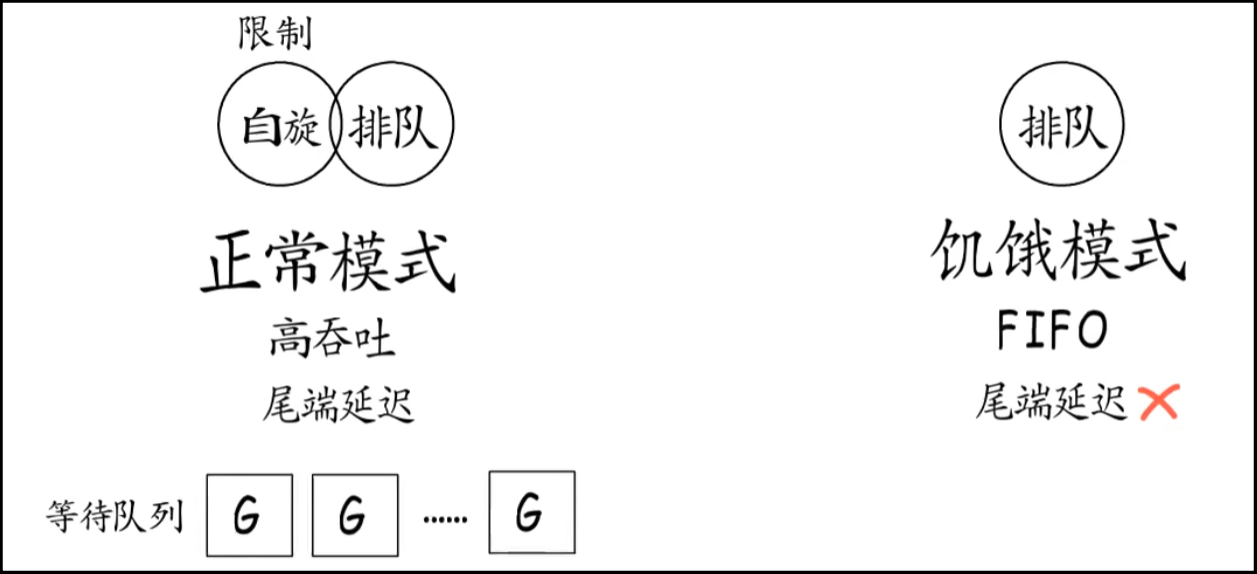 限制
自旋 排队
正常模式
高吞吐
尾端延迟
等待队列 G G …… G
排队
饥饿模式
FIFO
尾端延迟